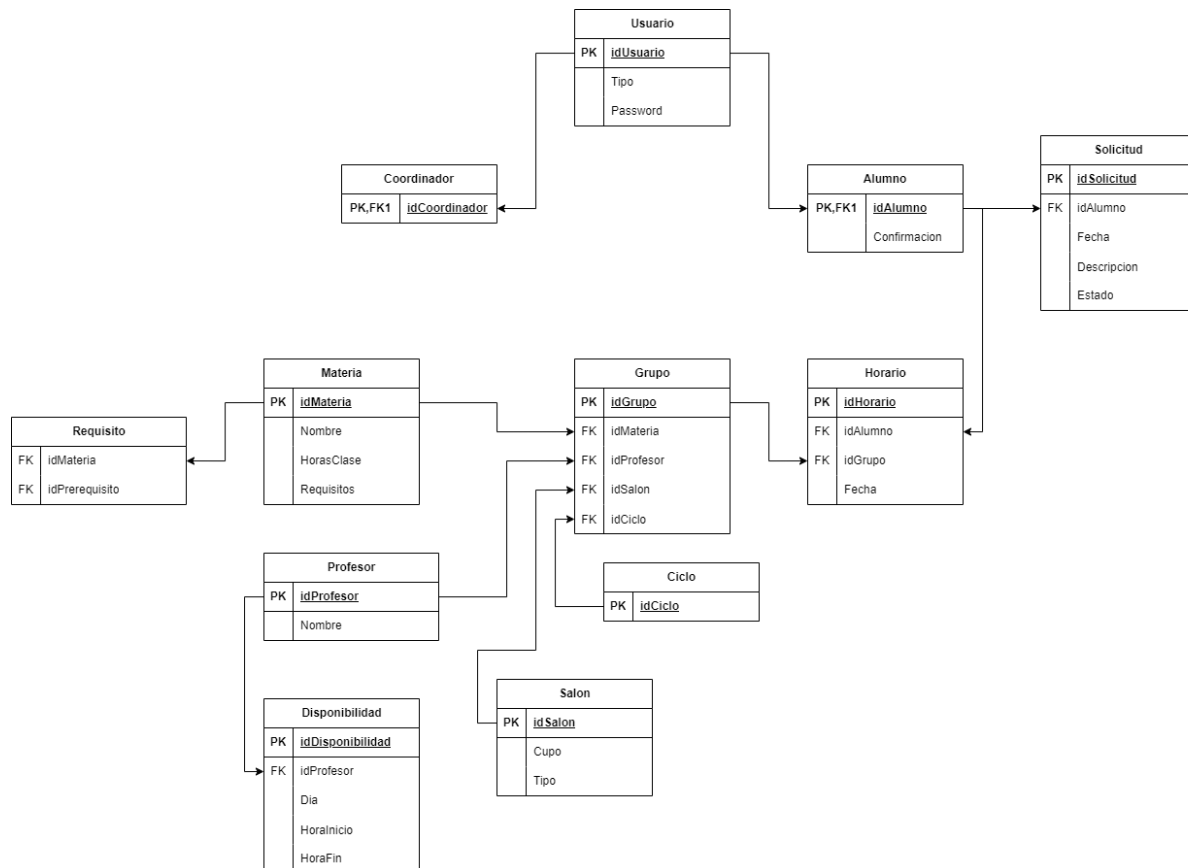 Usuario
PK idUsuario
Tipo
Password
Coordinador
PK,FK1 idCoordinador
Alumno
PK,FK1 idAlumno
Confirmacion
Solicitud
PK idSolicitud
FK idAlumno
Fecha
Descripcion
Estado
Requisito
FK idMateria
FK idPrerequisito
Materia
PK idMateria
Nombre
HorasClase
Requisitos
Grupo
PK idGrupo
FK idMateria
FK idProfesor
FK idSalon
FK idCiclo
Horario
PK idHorario
FK idAlumno
FK idGrupo
Fecha
Profesor
PK idProfesor
Nombre
Ciclo
PK idCiclo
Disponibilidad
PK idDisponibilidad
FK idProfesor
Dia
HoraInicio
HoraFin
Salon
PK idSalon
Cupo
Tipo